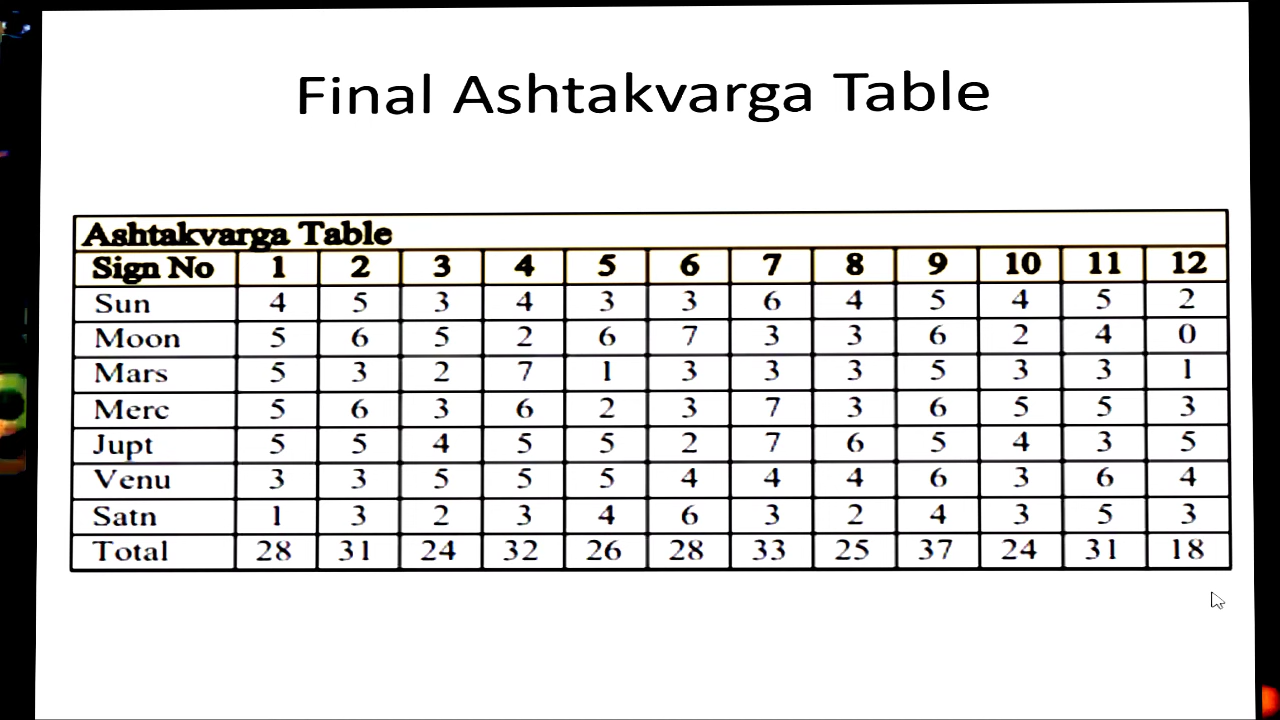 Final Ashtakvarga Table
Ashtakvarga Table
Sign No 1 2 3 4 5 6 7 8 9 10 11 12
Sun 4 5 3 4 3 3 6 4 5 4 5 2
Moon 5 6 5 2 6 7 3 3 6 2 4 0
Mars 5 3 2 7 1 3 3 3 5 3 3 1
Merc 5 6 3 6 2 3 7 3 6 5 5 3
Jupt 5 5 4 5 5 2 7 6 5 4 3 5
Venu 3 3 5 5 5 4 4 4 6 3 6 4
Satn 1 3 2 3 4 6 3 2 4 3 5 3
Total 28 31 24 32 26 28 33 25 37 24 31 18